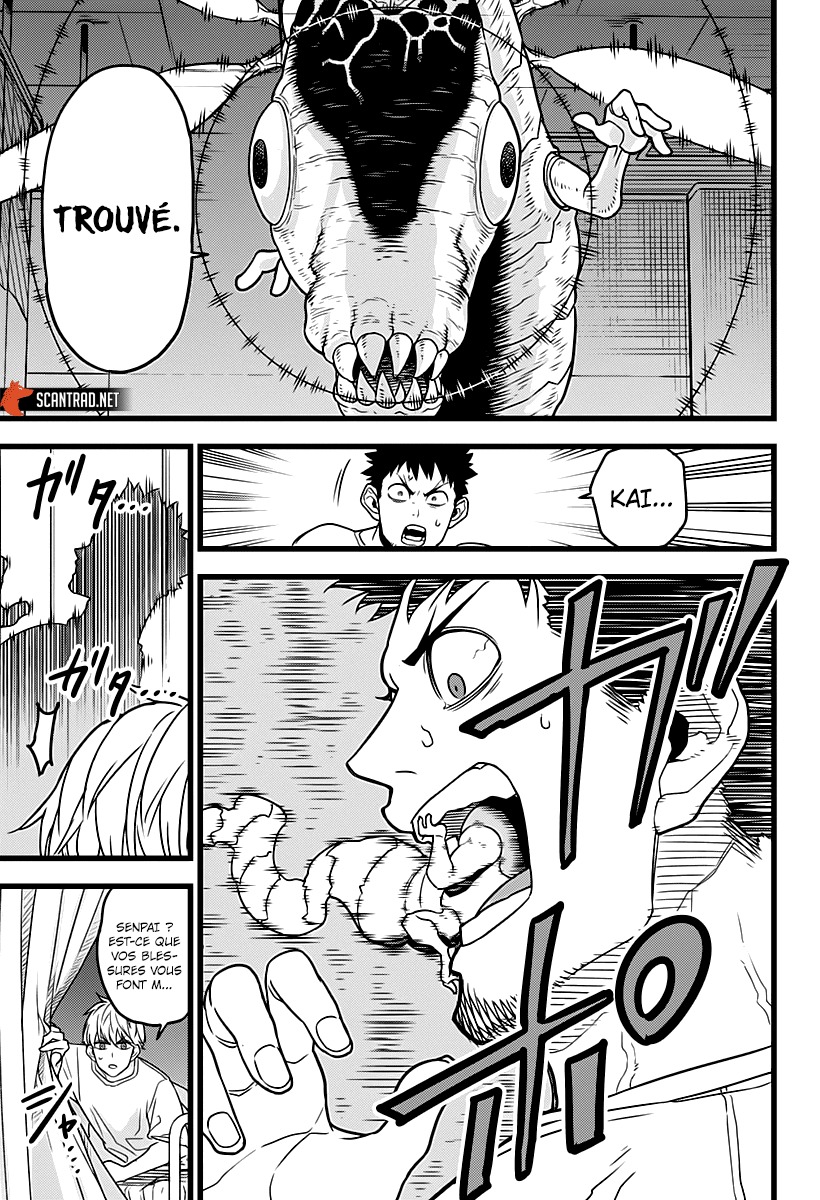 TROUVÉ.
SCANTRAD.NET
KAI...
ガポッ
ガタ...
ガタ...
SENPAI ?
EST-CE QUE
VOS BLES-
SURES VOUS
FONT M...
シャ...